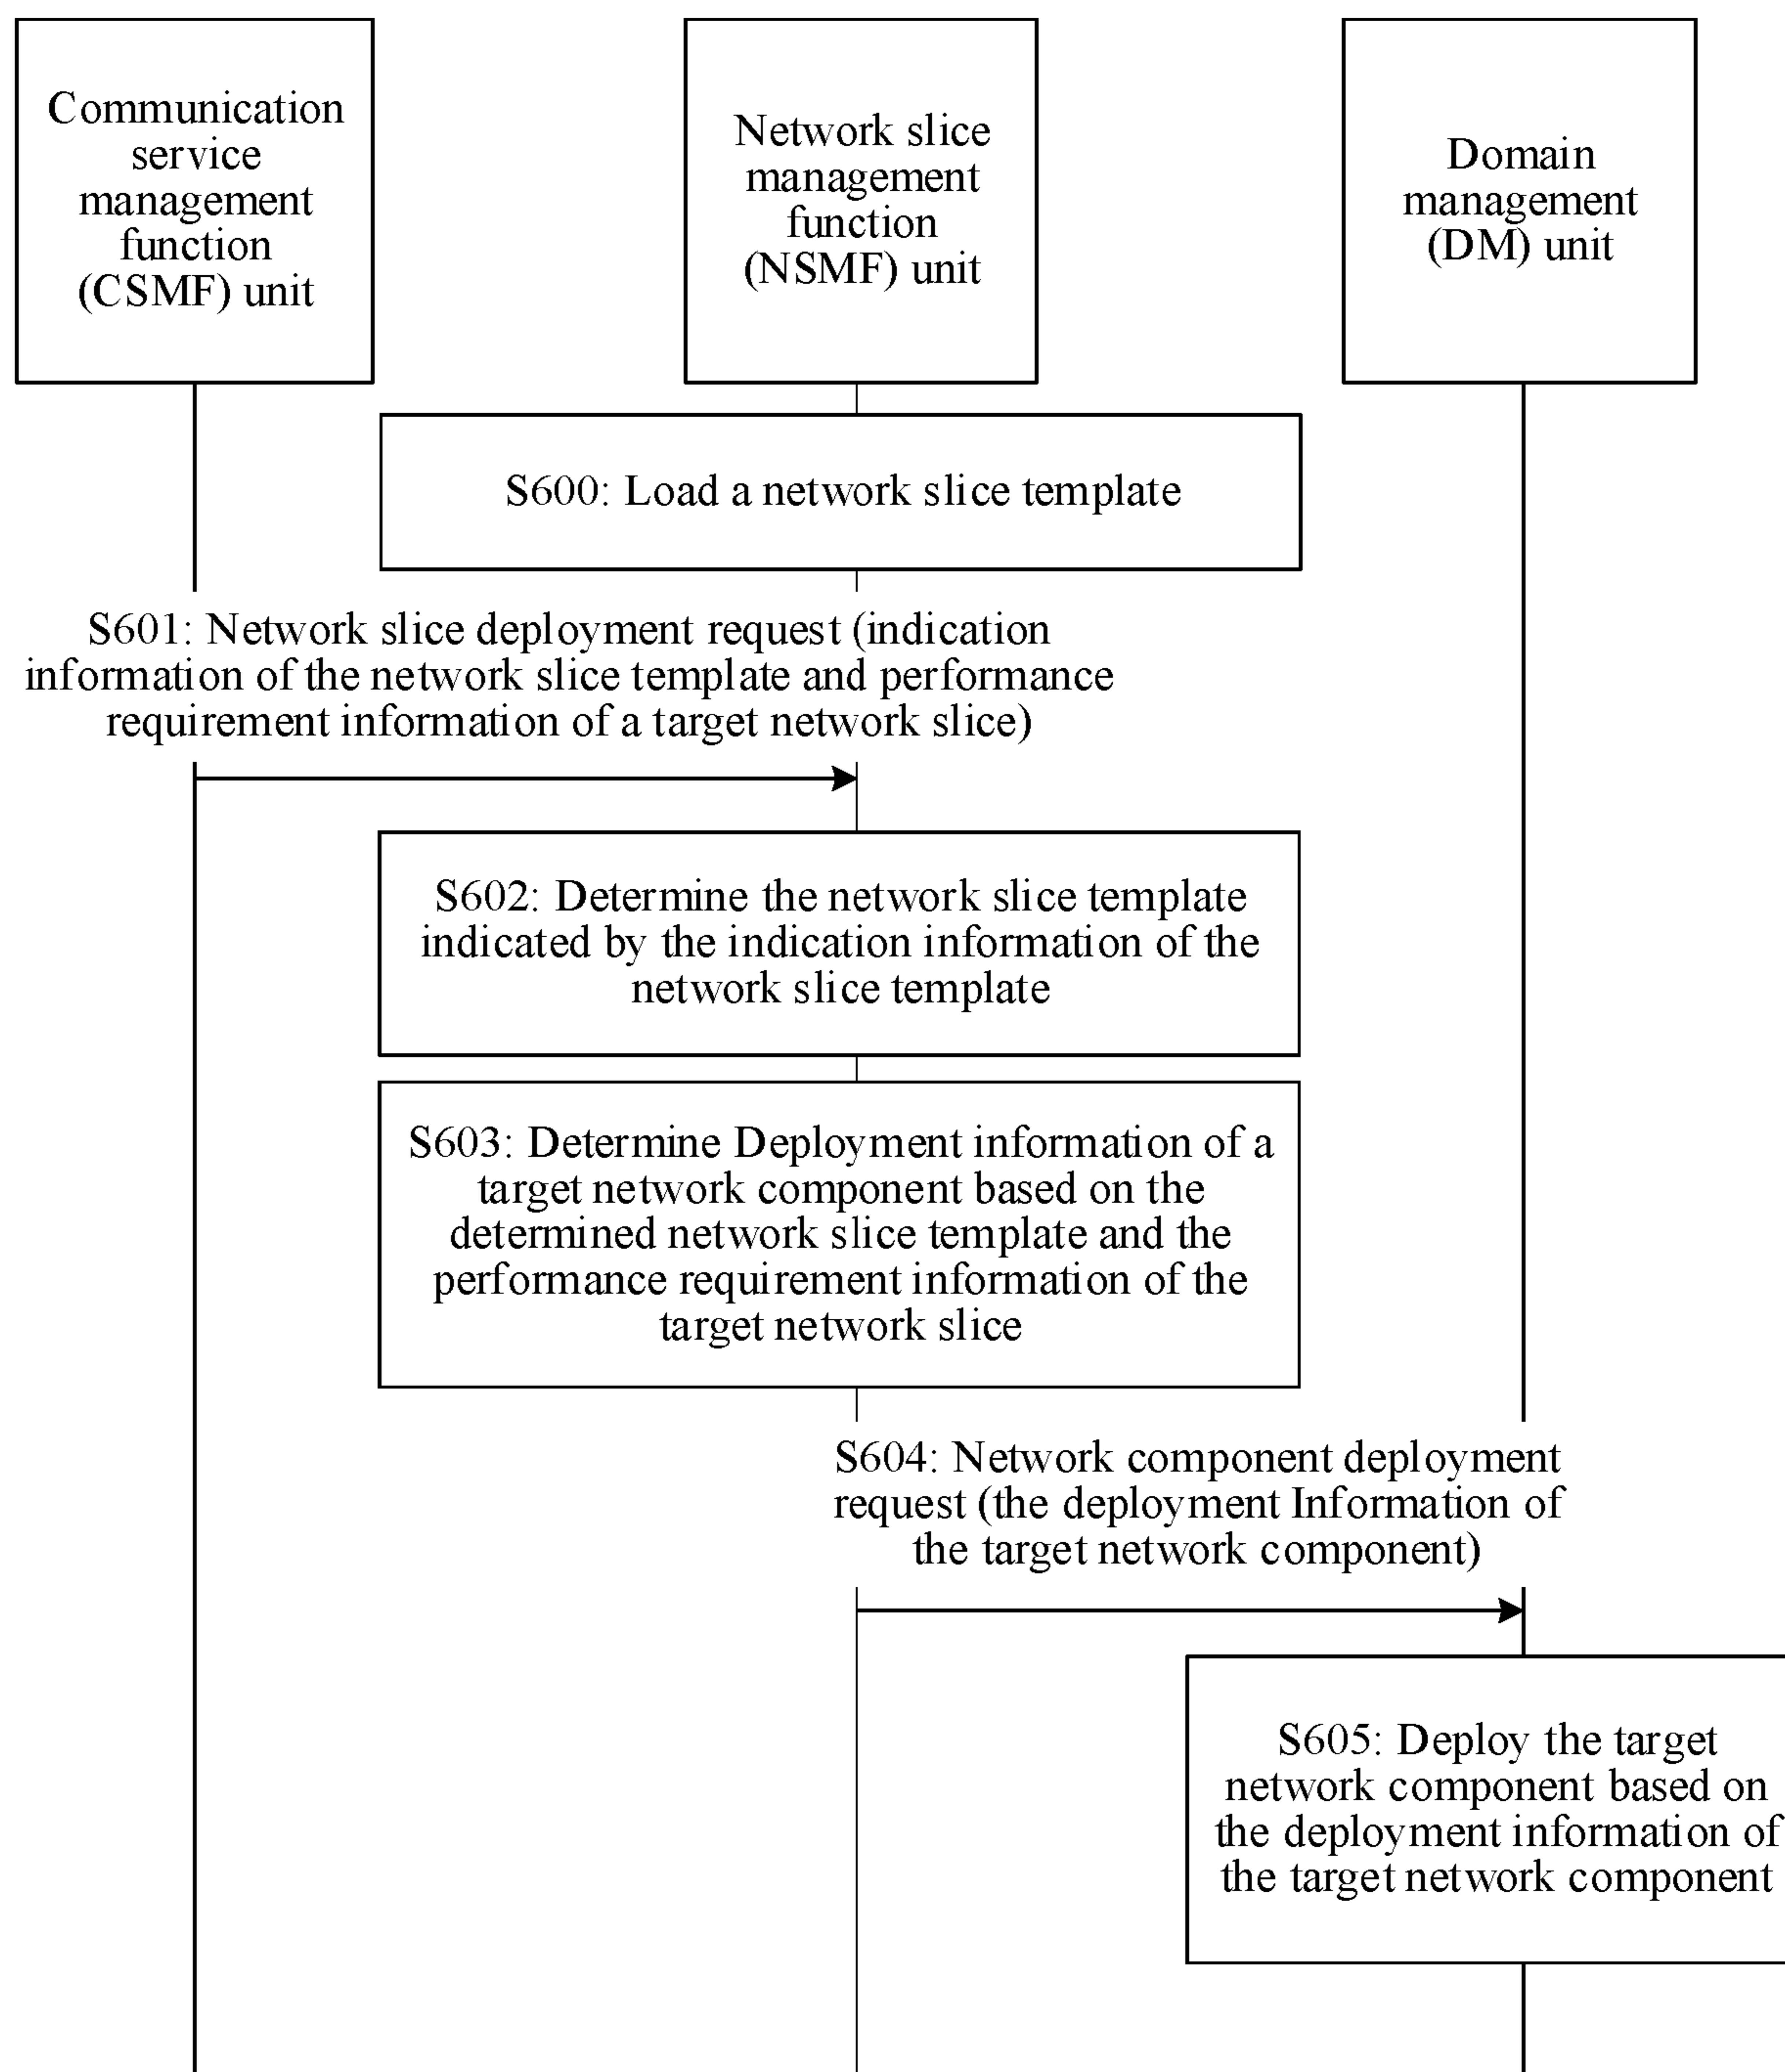 Communication
service
management
function
(CSMF) unit
Network slice
management
function
(NSMF) unit
Domain
management
(DM) unit
S600: Load a network slice template
S601: Network slice deployment request (indication
information of the network slice template and performance
requirement information of a target network slice)
S602: Determine the network slice template
indicated by the indication information of the
network slice template
S603: Determine Deployment information of a
target network component based on the
determined network slice template and the
performance requirement information of the
target network slice
S604: Network component deployment
request (the deployment Information of
the target network component)
S605: Deploy the target
network component based on
the deployment information of
the target network component